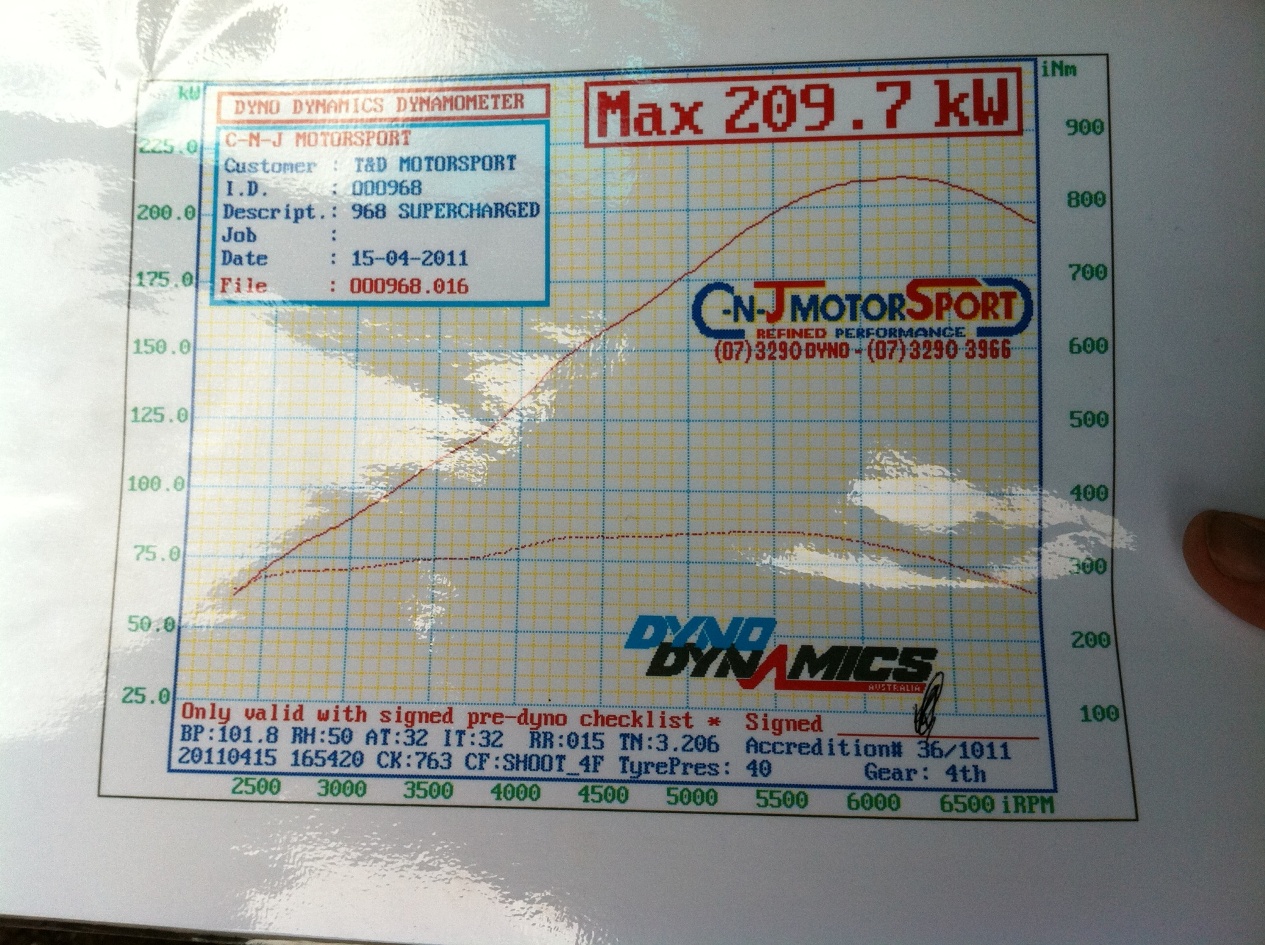 kW
DYNO DYNAMICS DYNAMOMETER
Max 209.7 kW
iNm
C-N-J MOTORSPORT
Customer : T&D MOTORSPORT
I.D. : 000968
Descript.: 968 SUPERCHARGED
Job :
Date : 15-04-2011
File : 000968.016
225.0
200.0
175.0
150.0
125.0
100.0
75.0
50.0
25.0
900
800
700
600
500
400
300
200
100
C-N-J MOTORSPORT
REFINED PERFORMANCE
(07)3290 DYNO - (07)3290 3966
DYNO
DYNAMICS
AUSTRALIA
Only valid with signed pre-dyno checklist * Signed
BP:101.8 RH:50 AT:32 IT:32 RR:015 TN:3.206 Accredition# 36/1011
20110415 165420 CK:763 CF:SHOOT_4F TyrePres: 40 Gear: 4th
2500 3000 3500 4000 4500 5000 5500 6000 6500 iRPM